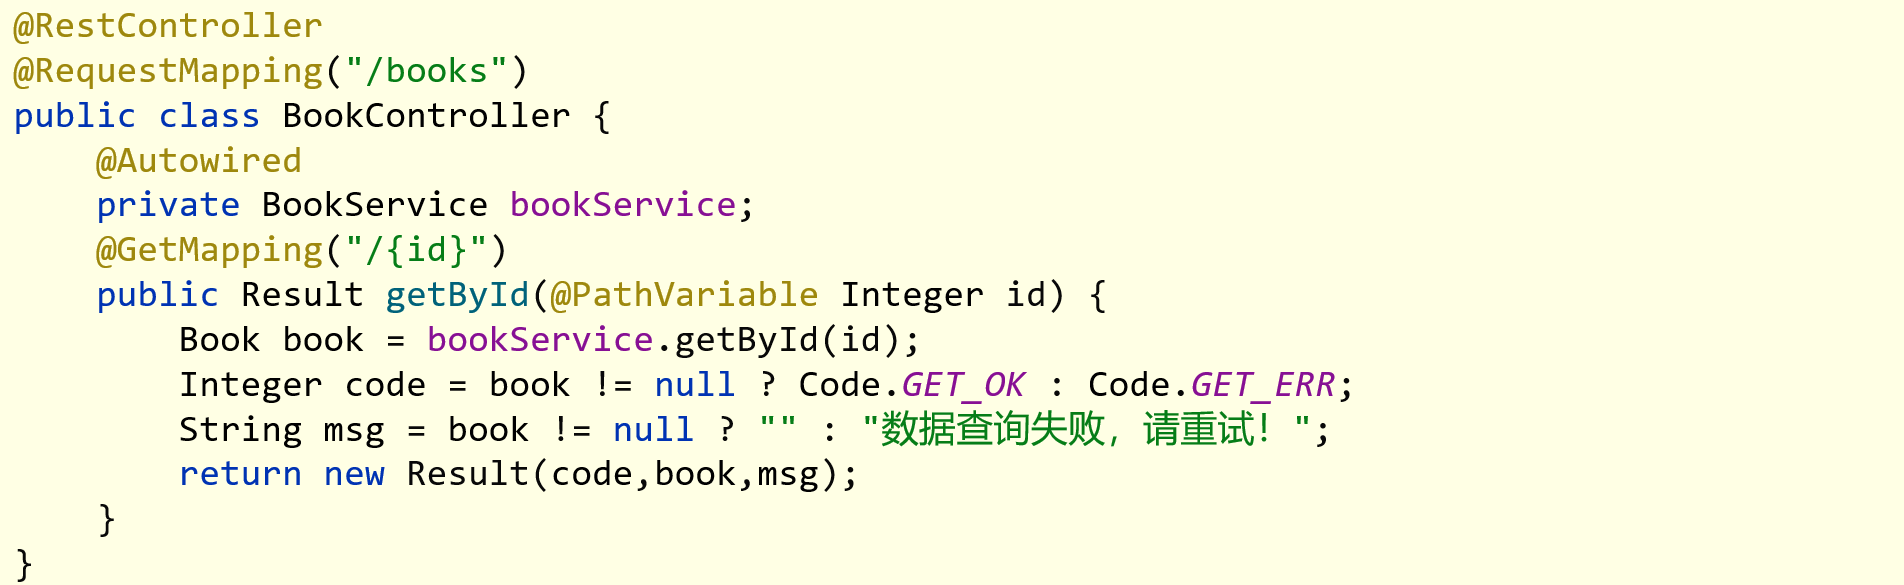 @RestController
@RequestMapping("/books")
public class BookController {
    @Autowired
    private BookService bookService;
    @GetMapping("/{id}")
    public Result getById(@PathVariable Integer id) {
        Book book = bookService.getById(id);
        Integer code = book != null ? Code.GET_OK : Code.GET_ERR;
        String msg = book != null ? "" : "数据查询失败，请重试！";
        return new Result(code,book,msg);
    }
}